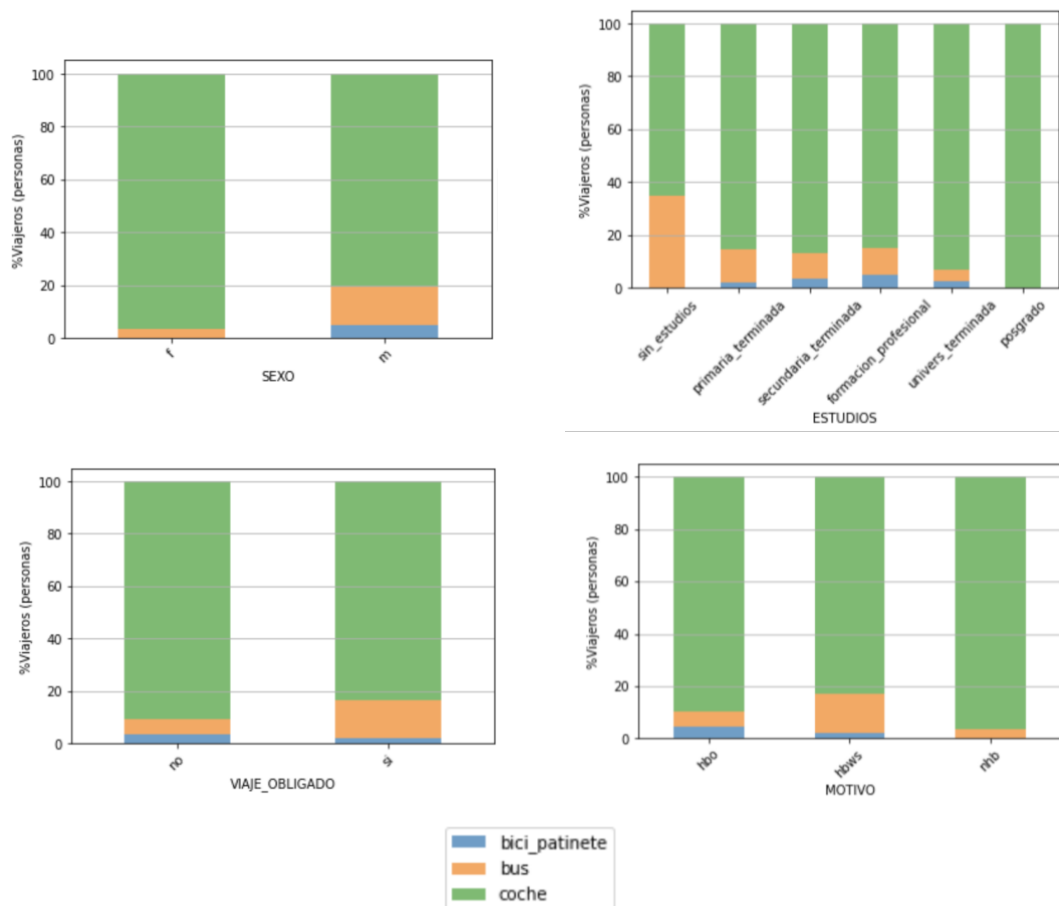 %Viajeros (personas)
100
80
60
40
20
0
f
m
SEXO
%Viajeros (personas)
100
80
60
40
20
0
sin_estudios
primaria_terminada
secundaria_terminada
formacion_profesional
univers_terminada
posgrado
ESTUDIOS
%Viajeros (personas)
100
80
60
40
20
0
no
si
VIAJE_OBLIGADO
%Viajeros (personas)
100
80
60
40
20
0
hbo
hbws
nhb
MOTIVO
bici_patinete
bus
coche